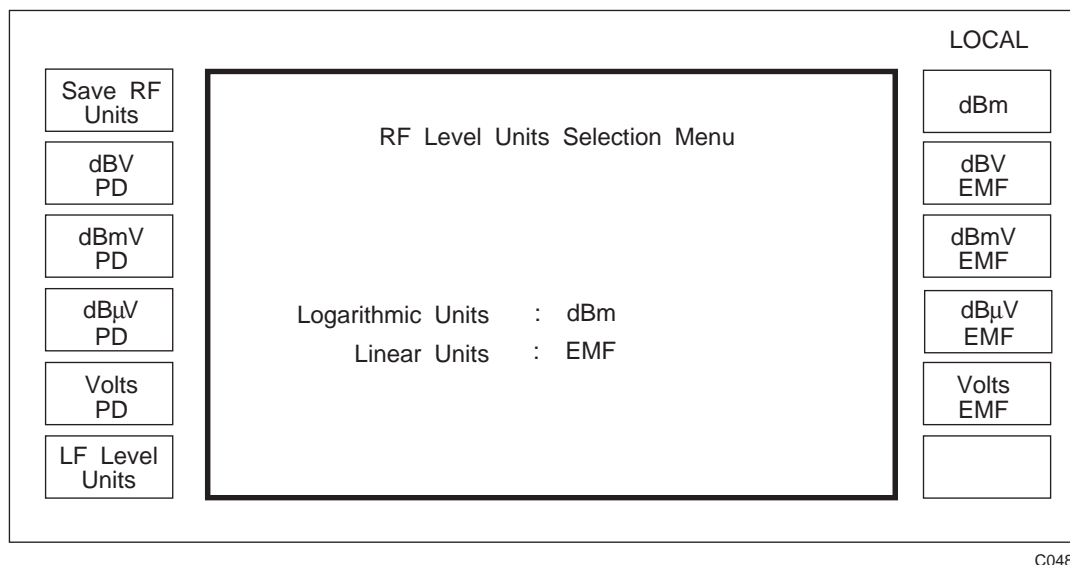 LOCAL
Save RF
Units
dBV
PD
dBmV
PD
dBµV
PD
Volts
PD
LF Level
Units
RF Level Units Selection Menu
Logarithmic Units : dBm
Linear Units : EMF
dBm
dBV
EMF
dBmV
EMF
dBµV
EMF
Volts
EMF
C048